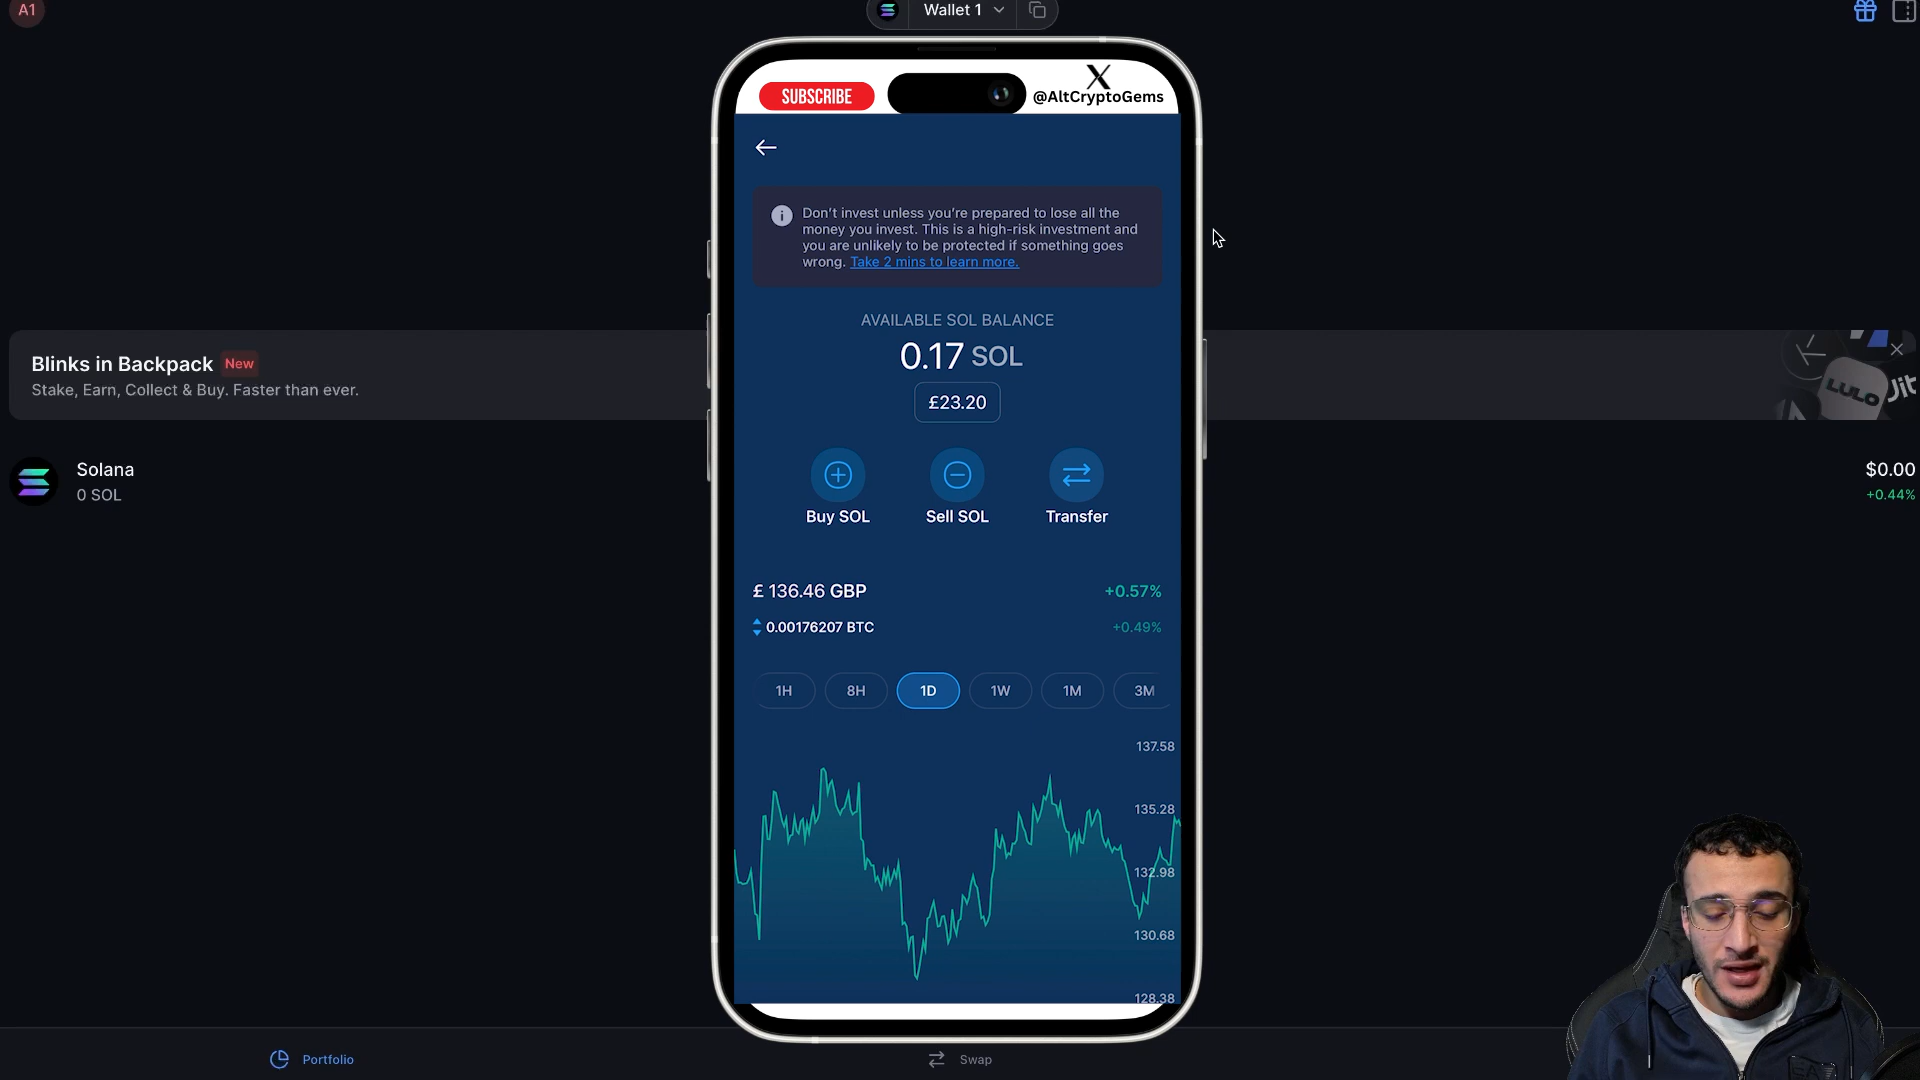 A1
Wallet 1
SUBSCRIBE
X
@AltCryptoGems
Don't invest unless you're prepared to lose all the
money you invest. This is a high-risk investment and
you are unlikely to be protected if something goes
wrong. Take 2 mins to learn more.
AVAILABLE SOL BALANCE
0.17 SOL
£23.20
Blinks in Backpack New
Stake, Earn, Collect & Buy. Faster than ever.
LULO
Jit
Solana
0 SOL
$0.00
+0.44%
Buy SOL
Sell SOL
Transfer
£ 136.46 GBP
+0.57%
0.00176207 BTC
+0.49%
1H
8H
1D
1W
1M
3M
137.58
135.28
132.98
130.68
128.38
Portfolio
Swap